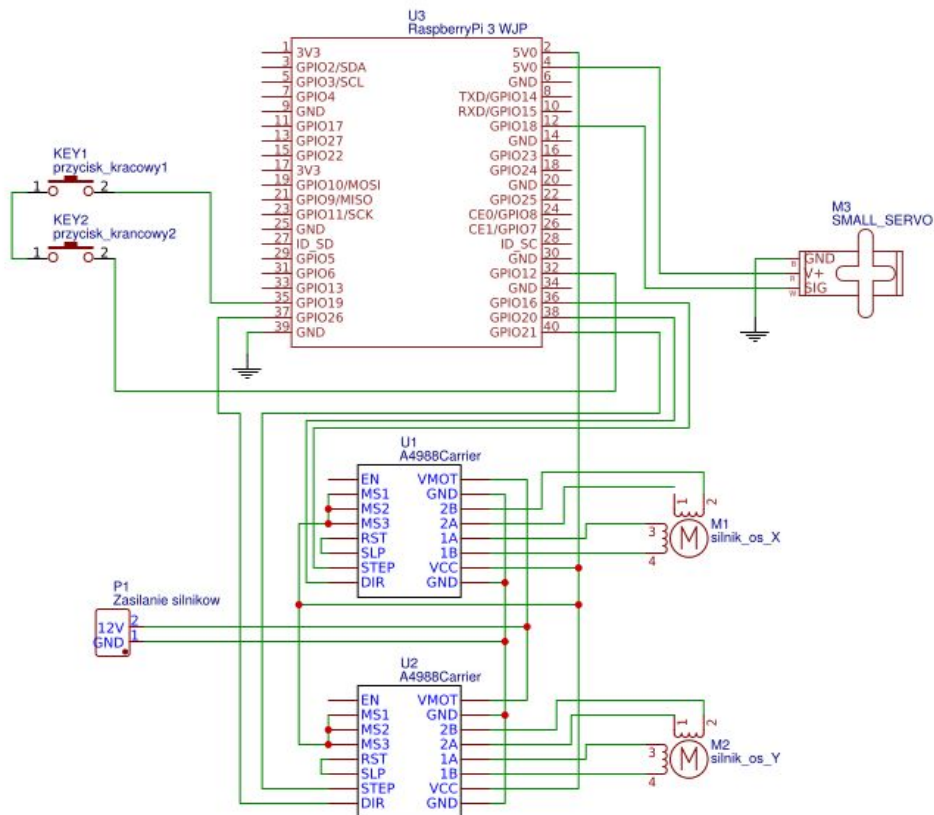 U3
RaspberryPi 3 WJP
1 3V3 5V0 2
3 GPIO2/SDA 5V0 4
5 GPIO3/SCL GND 6
7 GPIO4 TXD/GPIO14 8
9 GND RXD/GPIO15 10
11 GPIO17 GPIO18 12
13 GPIO27 GND 14
15 GPIO22 GPIO23 16
17 3V3 GPIO24 18
19 GPIO10/MOSI GND 20
21 GPIO9/MISO GPIO25 22
23 GPIO11/SCK CE0/GPIO8 24
25 GND CE1/GPIO7 26
27 ID_SD ID_SC 28
29 GPIO5 GND 30
31 GPIO6 GPIO12 32
33 GPIO13 GND 34
35 GPIO19 GPIO16 36
37 GPIO26 GPIO20 38
39 GND GPIO21 40
KEY1
przycisk_kracowy1
1 2
KEY2
przycisk_krancowy2
1 2
M3
SMALL_SERVO
B GND
R V+
W SIG
U1
A4988Carrier
EN VMOT
MS1 GND
MS2 2B
MS3 2A
RST 1A
SLP 1B
STEP VCC
DIR GND
1 2
3 M
4
M1
silnik_os_X
P1
Zasilanie silnikow
12V 2
GND 1
U2
A4988Carrier
EN VMOT
MS1 GND
MS2 2B
MS3 2A
RST 1A
SLP 1B
STEP VCC
DIR GND
1 2
3 M
4
M2
silnik_os_Y